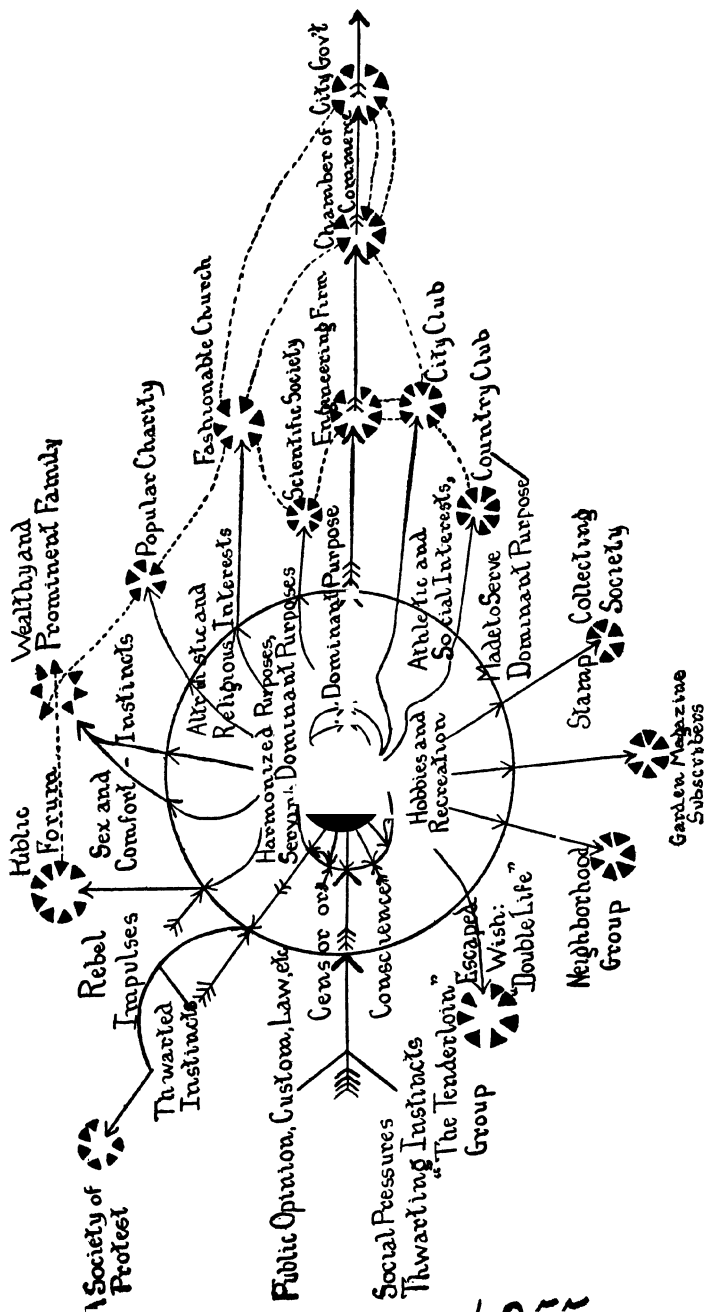 A Society of
Protest
Rebel
Impulses
Thwarted
Instincts
Public
Forum
Sex and
Comfort - Instincts
Wealthy and
Prominent Family
Popular Charity
Altruistic and
Religious Interests
Fashionable Church
Harmonized Purposes,
Servant Dominant Purposes
Scientific Society
Dominant Purpose
Engineering Firm
Chamber of
Commerce
City Gov't
Public Opinion, Custom, Law, etc.
Censor or
Conscience
Social Pressures
Thwarting Instincts
Athletic and
Social Interests,
Made to Serve
Dominant Purpose
City Club
Country Club
Hobbies and
Recreation
Escaped
Wish:
"Double Life"
"The Tenderloin"
Group
Neighborhood
Group
Garden Magazine
Subscribers
Stamp Collecting
Society